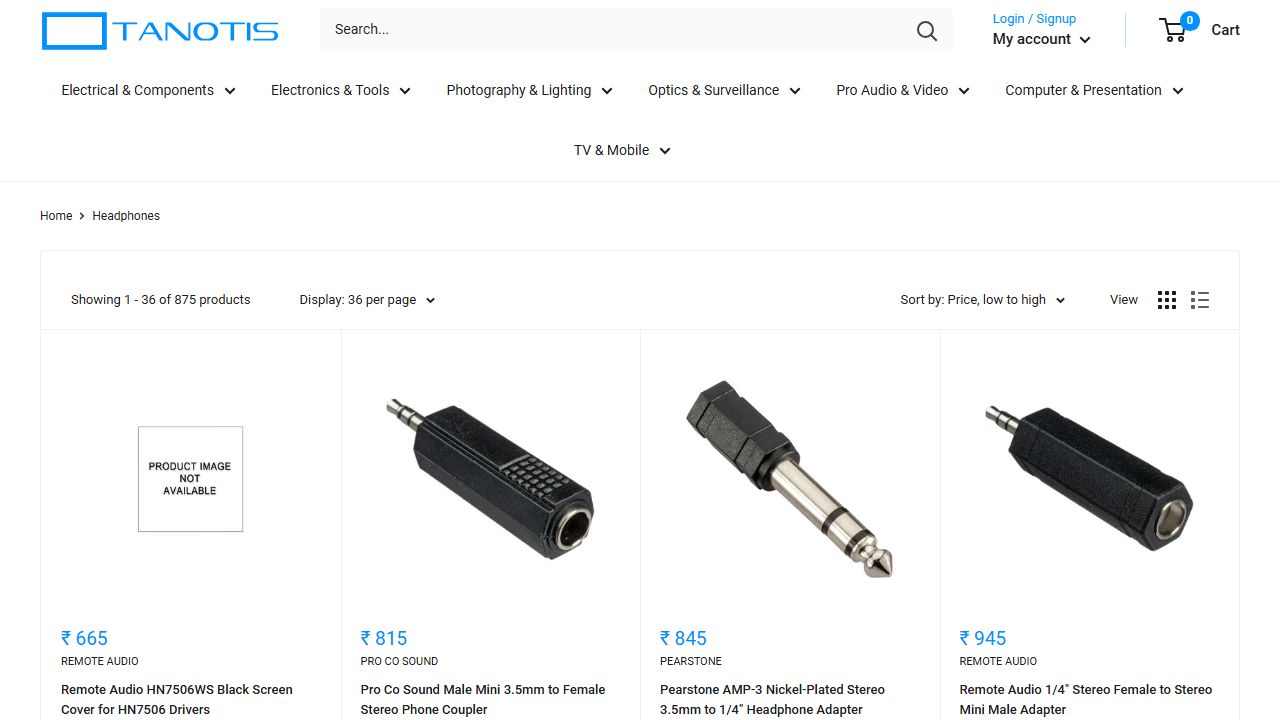 TANOTIS
Search...
Login / Signup
My account
0
Cart
Electrical & Components
Electronics & Tools
Photography & Lighting
Optics & Surveillance
Pro Audio & Video
Computer & Presentation
TV & Mobile
Home > Headphones
Showing 1 - 36 of 875 products
Display: 36 per page
Sort by: Price, low to high
View
PRODUCT IMAGE
NOT
AVAILABLE
₹ 665
REMOTE AUDIO
Remote Audio HN7506WS Black Screen
Cover for HN7506 Drivers
₹ 815
PRO CO SOUND
Pro Co Sound Male Mini 3.5mm to Female
Stereo Phone Coupler
₹ 845
PEARSTONE
Pearstone AMP-3 Nickel-Plated Stereo
3.5mm to 1/4" Headphone Adapter
₹ 945
REMOTE AUDIO
Remote Audio 1/4" Stereo Female to Stereo
Mini Male Adapter